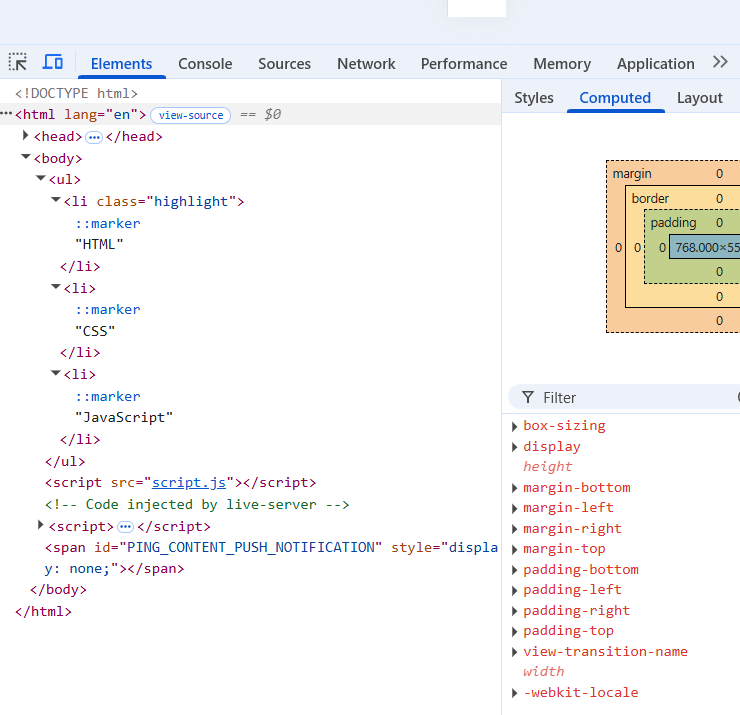 Elements Console Sources Network Performance Memory Application
<!DOCTYPE html>
<html lang="en"> view-source == $0
<head> ••• </head>
<body>
<ul>
<li class="highlight">
::marker
"HTML"
</li>
<li>
::marker
"CSS"
</li>
<li>
::marker
"JavaScript"
</li>
</ul>
<script src="script.js"></script>
<!-- Code injected by live-server -->
<script> ••• </script>
<span id="PING_CONTENT_PUSH_NOTIFICATION" style="displa
y: none;"></span>
</body>
</html>
Styles Computed Layout
margin 0
border 0
padding 0
0 0 0 768.000×55
0
0
0
Filter
box-sizing
display
height
margin-bottom
margin-left
margin-right
margin-top
padding-bottom
padding-left
padding-right
padding-top
view-transition-name
width
-webkit-locale